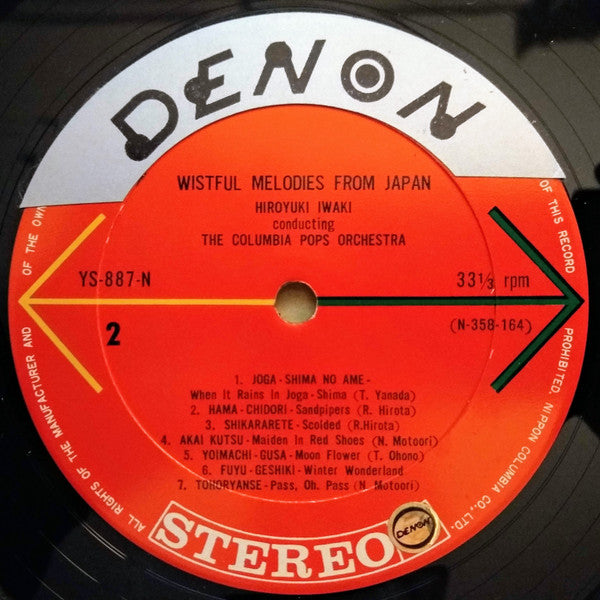 DENON
WISTFUL MELODIES FROM JAPAN
HIROYUKI IWAKI
conducting
THE COLUMBIA POPS ORCHESTRA
YS-887-N
33⅓ rpm
2
(N-358-164)
1. JOGA-SHIMA NO AME-
When It Rains In Joga-Shima (T. Yanada)
2. HAMA-CHIDORI-Sandpipers (R. Hirota)
3. SHIKARARETE-Scolded (R.Hirota)
4. AKAI KUTSU-Maiden In Red Shoes (N. Motoori)
5. YOIMACHI-GUSA-Moon Flower (T. Ohono)
6. FUYU-GESHIKI-Winter Wonderland
7. TOHORYANSE-Pass, Oh. Pass (N. Motoori)
STEREO
DENON
ALL RIGHTS OF THE MANUFACTURER AND OF THE OWN
OF THIS RECORD PROHIBITED. NIPPON COLUMBIA CO., LTD.